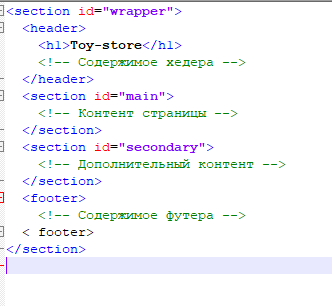 <section id="wrapper">
<header>
<h1>Toy-store</h1>
<!-- Содержимое хедера -->
</header>
<section id="main">
<!-- Контент страницы -->
</section>
<section id="secondary">
<!-- Дополнительный контент -->
</section>
<footer>
<!-- Содержимое футера -->
< footer>
</section>